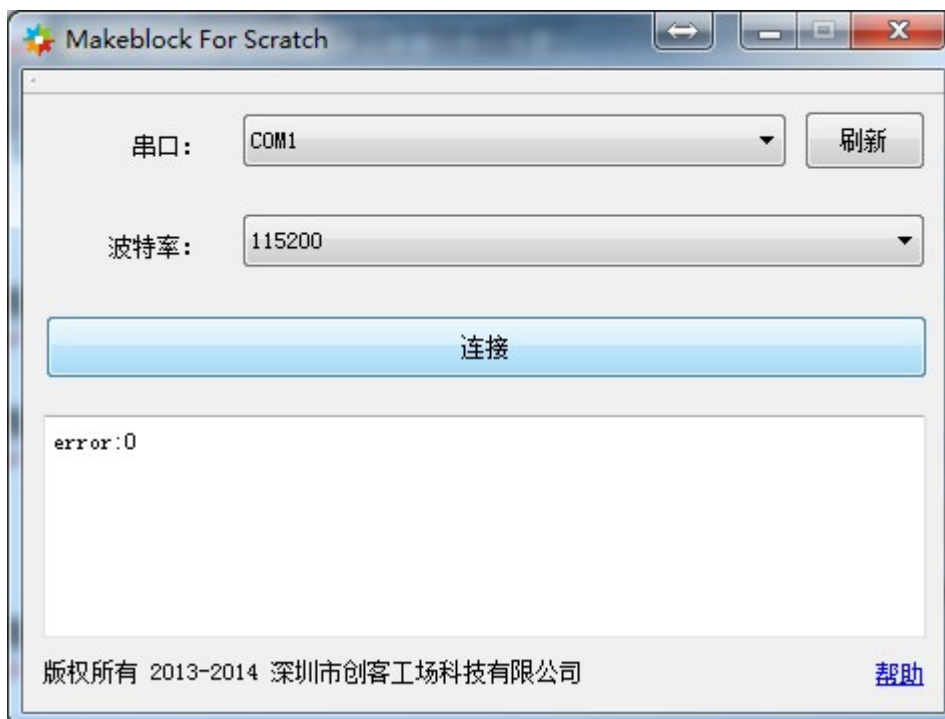 Makeblock For Scratch
串口: COM1 刷新
波特率: 115200
连接
error:0
版权所有 2013-2014 深圳市创客工场科技有限公司 帮助